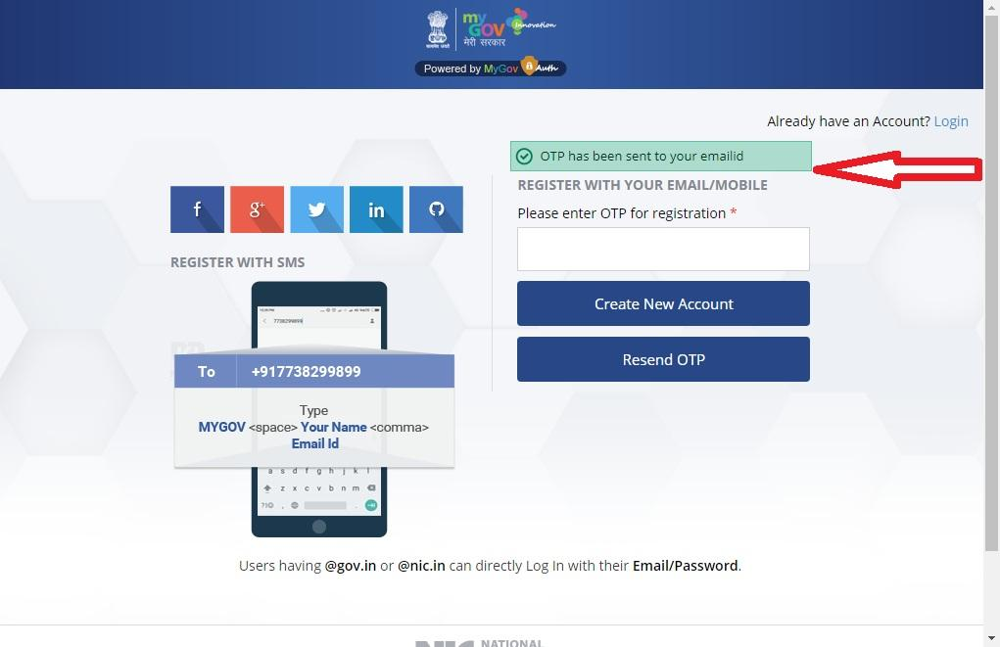 my
GOV
मेरी सरकार
Innovation
Powered by MyGov Auth
Already have an Account? Login
OTP has been sent to your emailid
REGISTER WITH YOUR EMAIL/MOBILE
Please enter OTP for registration *
Create New Account
Resend OTP
f g+ in
REGISTER WITH SMS
7738299899
To +917738299899
Type
MYGOV <space> Your Name <comma>
Email Id
a s d f g h j k l
z x c v b n m
?1☺ , .
Users having @gov.in or @nic.in can directly Log In with their Email/Password.
NIC NATIONAL